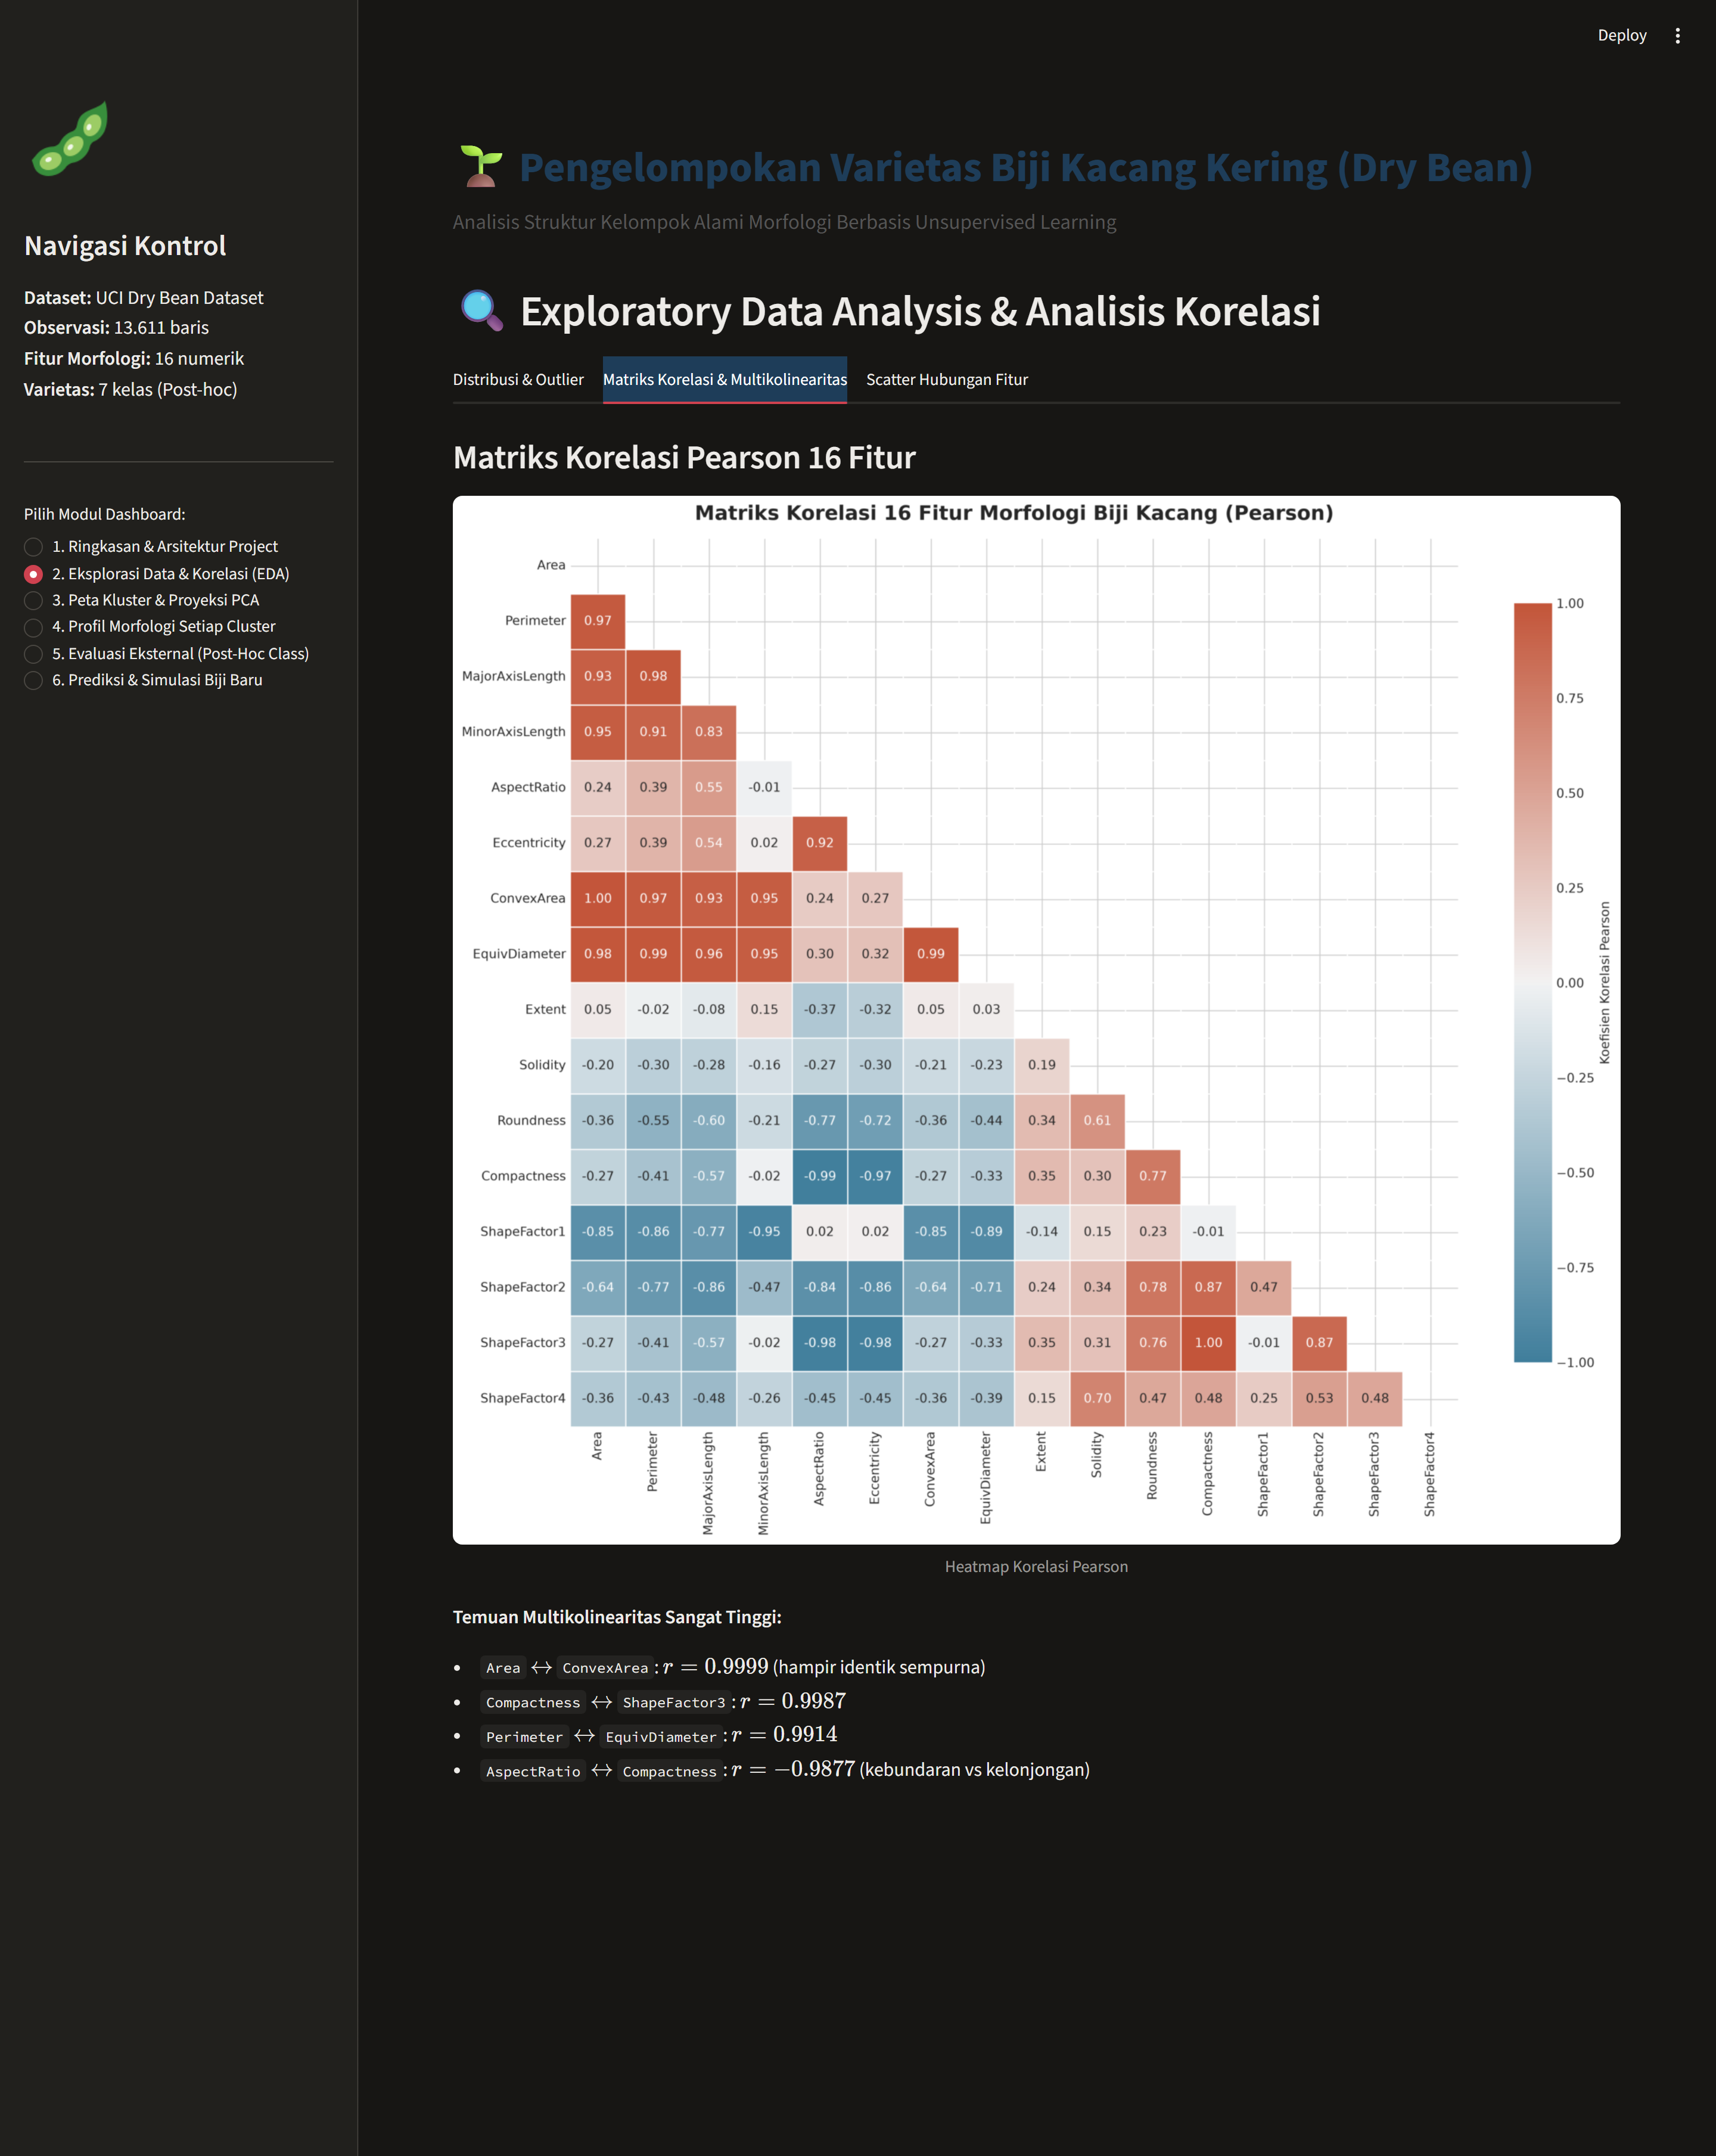 Deploy
Navigasi Kontrol
Dataset: UCI Dry Bean Dataset
Observasi: 13.611 baris
Fitur Morfologi: 16 numerik
Varietas: 7 kelas (Post-hoc)
Pilih Modul Dashboard:
1. Ringkasan & Arsitektur Project
2. Eksplorasi Data & Korelasi (EDA)
3. Peta Kluster & Proyeksi PCA
4. Profil Morfologi Setiap Cluster
5. Evaluasi Eksternal (Post-Hoc Class)
6. Prediksi & Simulasi Biji Baru
Pengelompokan Varietas Biji Kacang Kering (Dry Bean)
Analisis Struktur Kelompok Alami Morfologi Berbasis Unsupervised Learning
Exploratory Data Analysis & Analisis Korelasi
Distribusi & Outlier Matriks Korelasi & Multikolinearitas Scatter Hubungan Fitur
Matriks Korelasi Pearson 16 Fitur
Matriks Korelasi 16 Fitur Morfologi Biji Kacang (Pearson)
Area
Perimeter 0.97
MajorAxisLength 0.93 0.98
MinorAxisLength 0.95 0.91 0.83
AspectRatio 0.24 0.39 0.55 -0.01
Eccentricity 0.27 0.39 0.54 0.02 0.92
ConvexArea 1.00 0.97 0.93 0.95 0.24 0.27
EquivDiameter 0.98 0.99 0.96 0.95 0.30 0.32 0.99
Extent 0.05 -0.02 -0.08 0.15 -0.37 -0.32 0.05 0.03
Solidity -0.20 -0.30 -0.28 -0.16 -0.27 -0.30 -0.21 -0.23 0.19
Roundness -0.36 -0.55 -0.60 -0.21 -0.77 -0.72 -0.36 -0.44 0.34 0.61
Compactness -0.27 -0.41 -0.57 -0.02 -0.99 -0.97 -0.27 -0.33 0.35 0.30 0.77
ShapeFactor1 -0.85 -0.86 -0.77 -0.95 0.02 0.02 -0.85 -0.89 -0.14 0.15 0.23 -0.01
ShapeFactor2 -0.64 -0.77 -0.86 -0.47 -0.84 -0.86 -0.64 -0.71 0.24 0.34 0.78 0.87 0.47
ShapeFactor3 -0.27 -0.41 -0.57 -0.02 -0.98 -0.98 -0.27 -0.33 0.35 0.31 0.76 1.00 -0.01 0.87
ShapeFactor4 -0.36 -0.43 -0.48 -0.26 -0.45 -0.45 -0.36 -0.39 0.15 0.70 0.47 0.48 0.25 0.53 0.48
Area Perimeter MajorAxisLength MinorAxisLength AspectRatio Eccentricity ConvexArea EquivDiameter Extent Solidity Roundness Compactness ShapeFactor1 ShapeFactor2 ShapeFactor3 ShapeFactor4
1.00
0.75
0.50
0.25
0.00
−0.25
−0.50
−0.75
−1.00
Koefisien Korelasi Pearson
Heatmap Korelasi Pearson
Temuan Multikolinearitas Sangat Tinggi:
• Area ↔ ConvexArea: r = 0.9999 (hampir identik sempurna)
• Compactness ↔ ShapeFactor3: r = 0.9987
• Perimeter ↔ EquivDiameter: r = 0.9914
• AspectRatio ↔ Compactness: r = −0.9877 (kebundaran vs kelonjongan)